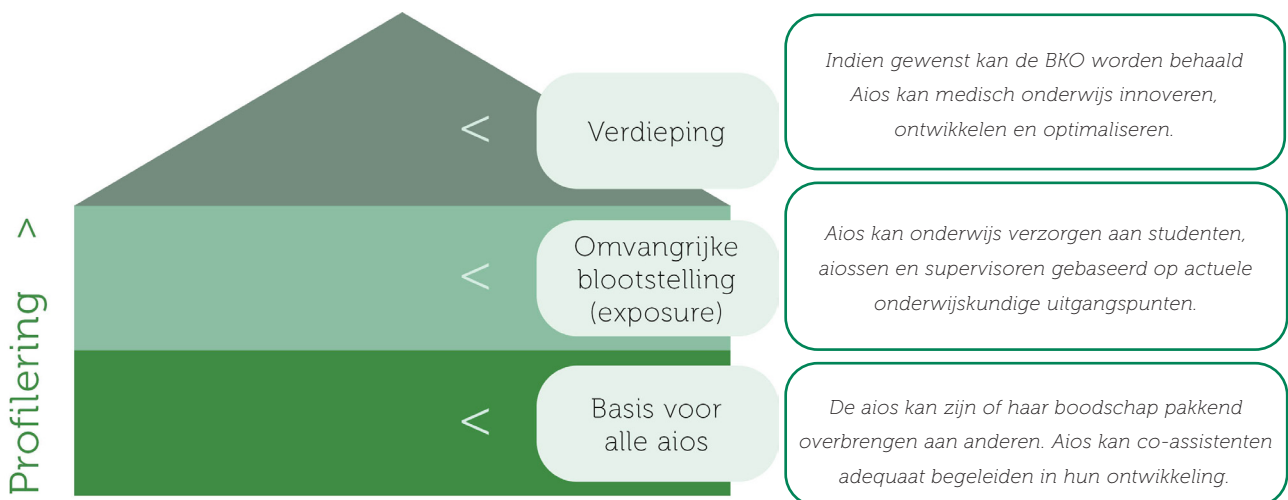 Profilering >
<
Verdieping
Indien gewenst kan de BKO worden behaald
Aios kan medisch onderwijs innoveren,
ontwikkelen en optimaliseren.
<
Omvangrijke
blootstelling
(exposure)
Aios kan onderwijs verzorgen aan studenten,
aiossen en supervisoren gebaseerd op actuele
onderwijskundige uitgangspunten.
<
Basis voor
alle aios
De aios kan zijn of haar boodschap pakkend
overbrengen aan anderen. Aios kan co-assistenten
adequaat begeleiden in hun ontwikkeling.